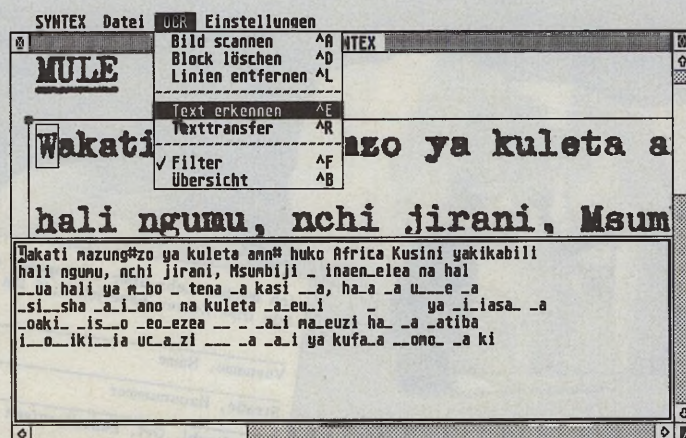 SYNTEX Datei OCR Einstellungen
NTEX
Bild scannen ^A
Block löschen ^D
Linien entfernen ^L
Text erkennen ^E
Texttransfer ^R
✓ Filter ^F
Übersicht ^B
MULE
Wakati mzo ya kuleta a
hali ngumu, nchi jirani, Msum
Wakati mazung#zo ya kuleta amn# huko Africa Kusini yakikabili
hali ngumu, nchi jirani, Msumbiji _ inaen_elea na hal
__ua hali ya m_bo _ tena _a kasi __a, ha_a _a u___e _a
_si__sha _a_i_ano na kuleta _a_eu_i _ ya _i_iasa_ _a
_oaki_ _is__o _eo_ezea __ _ _a_i ma_euzi ha_ _a _atiba
i__o__iki__ia uc_a_zi ___ _a _a_i ya kufa_a __omo_ _a ki